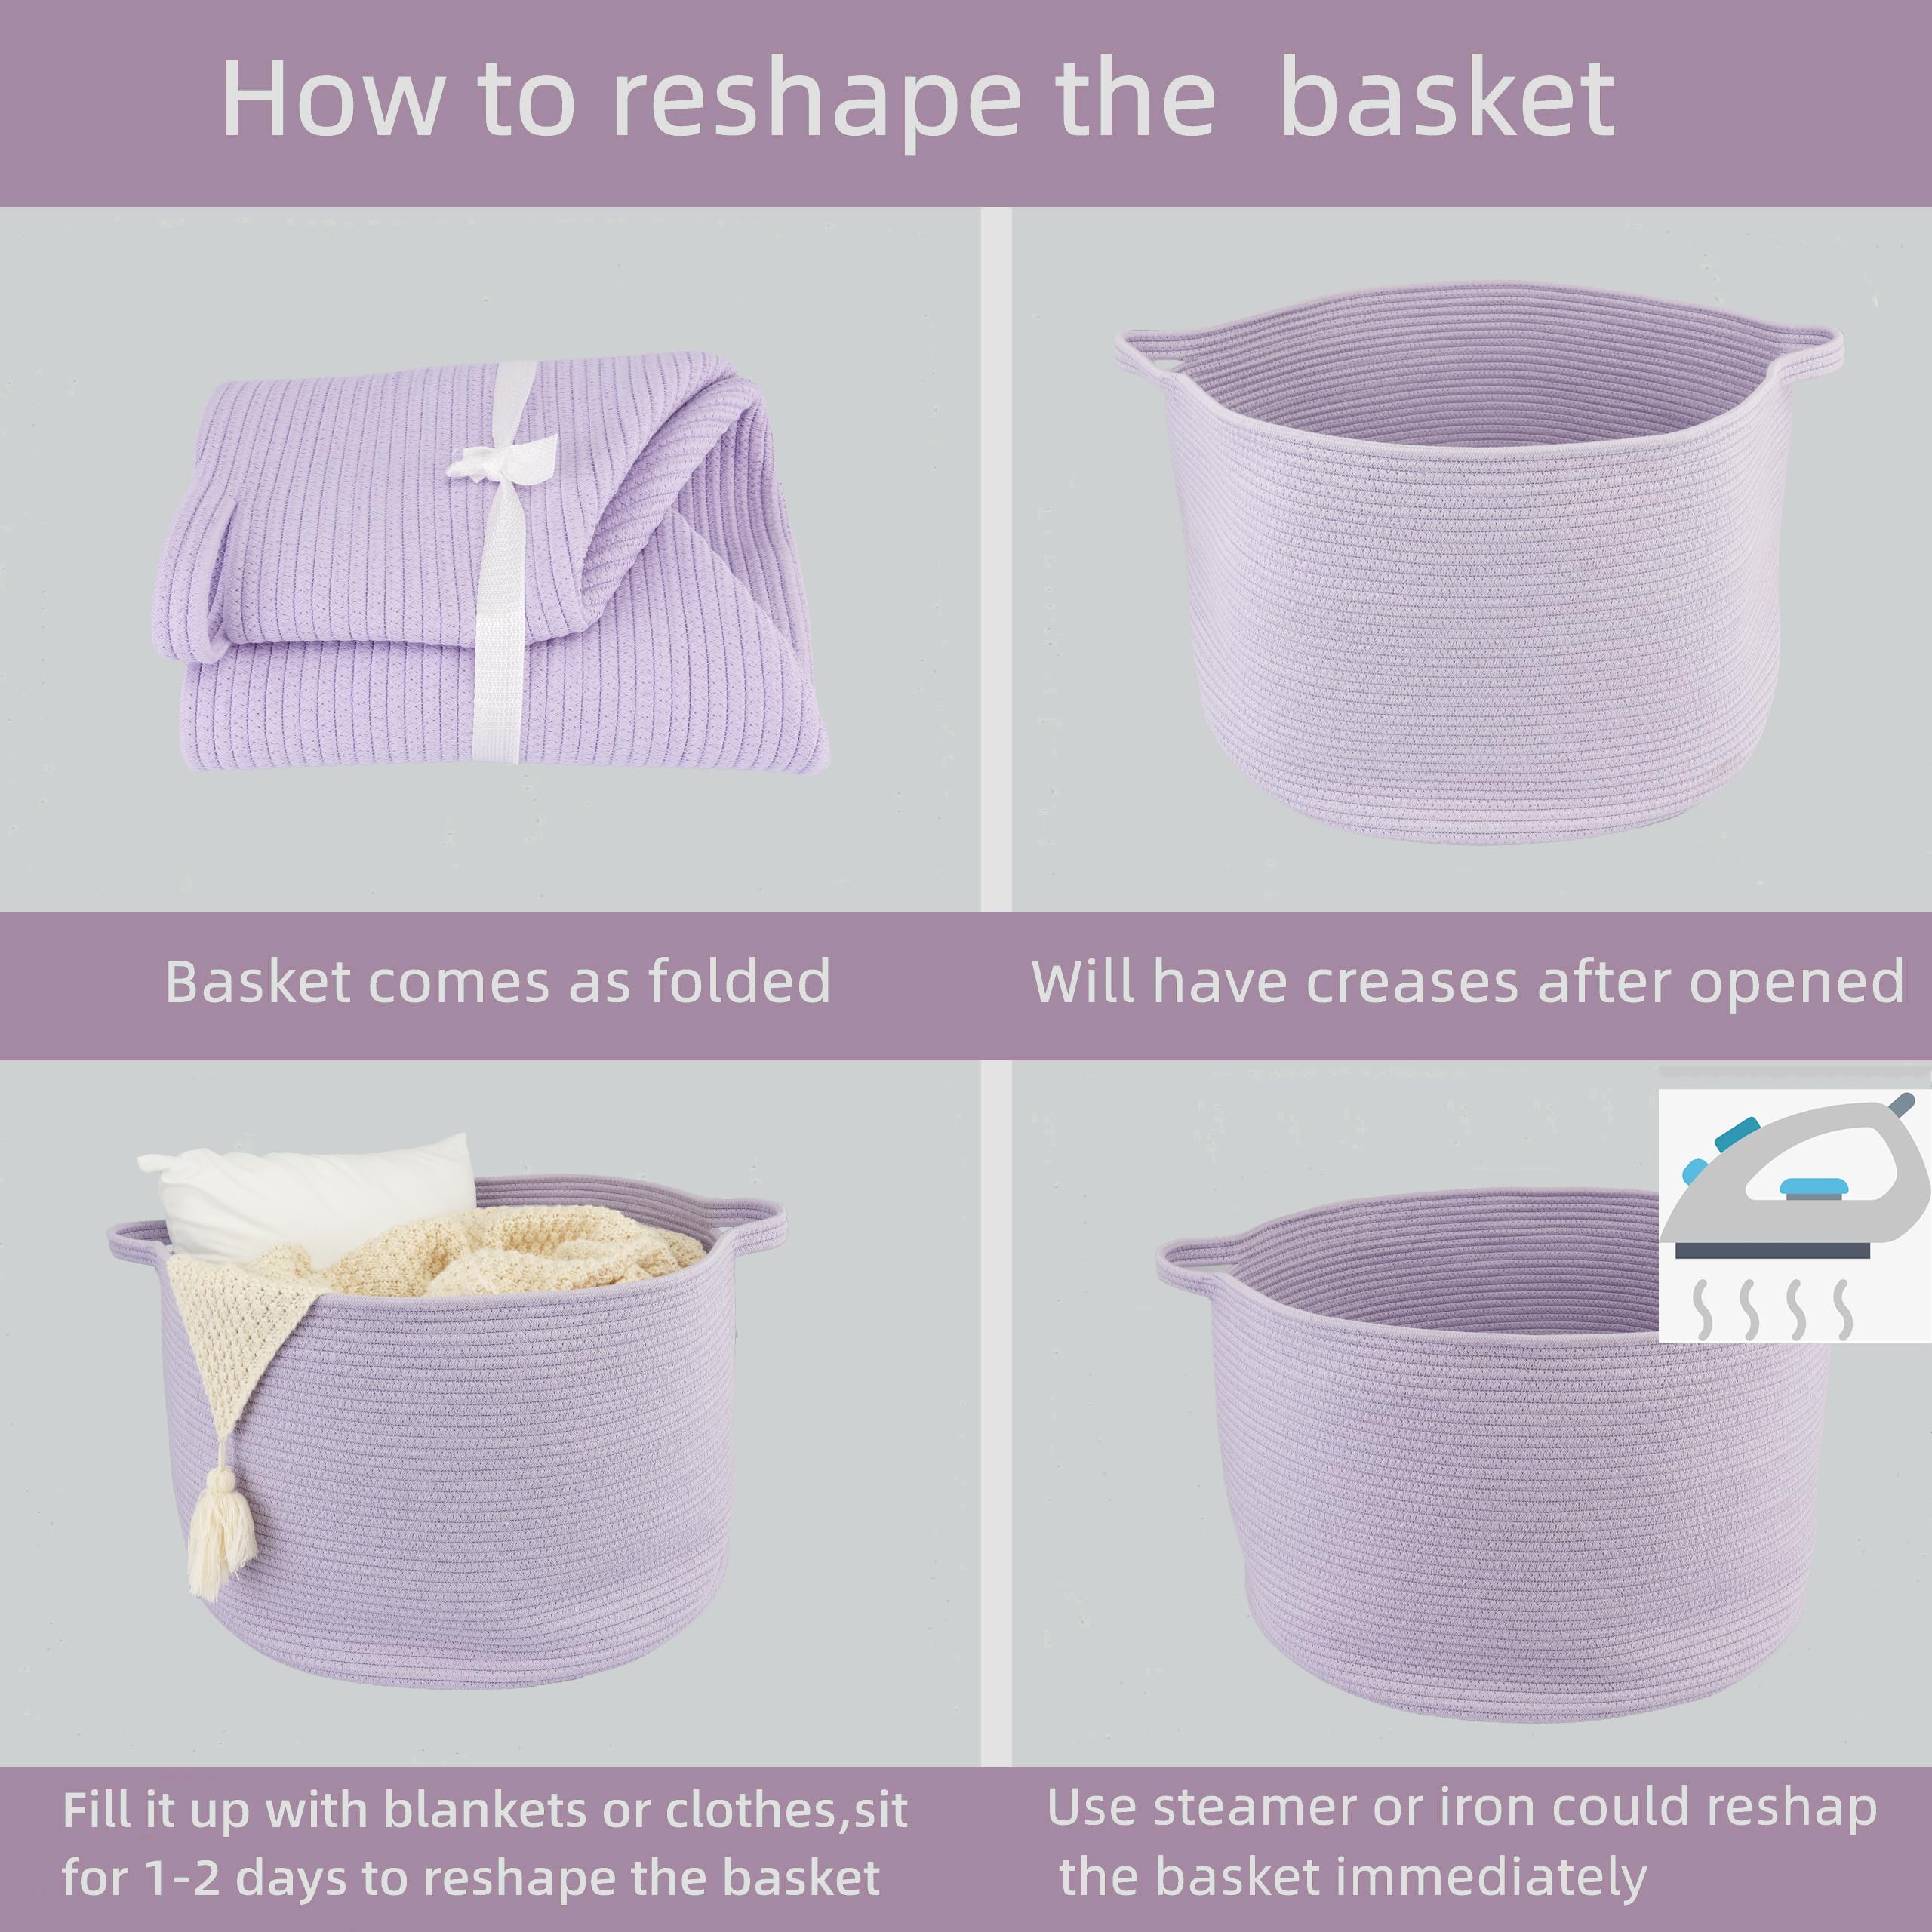 How to reshape the basket
Basket comes as folded
Will have creases after opened
Fill it up with blankets or clothes,sit
for 1-2 days to reshape the basket
Use steamer or iron could reshap
the basket immediately